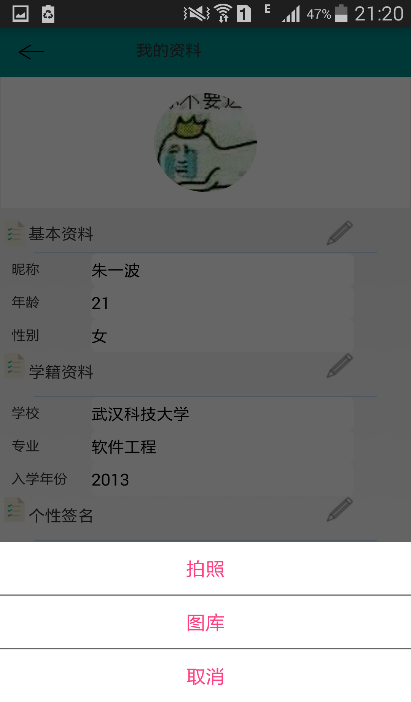 1 E 47% 21:20
我的资料
基本资料
昵称 朱一波
年龄 21
性别 女
学籍资料
学校 武汉科技大学
专业 软件工程
入学年份 2013
个性签名
拍照
图库
取消